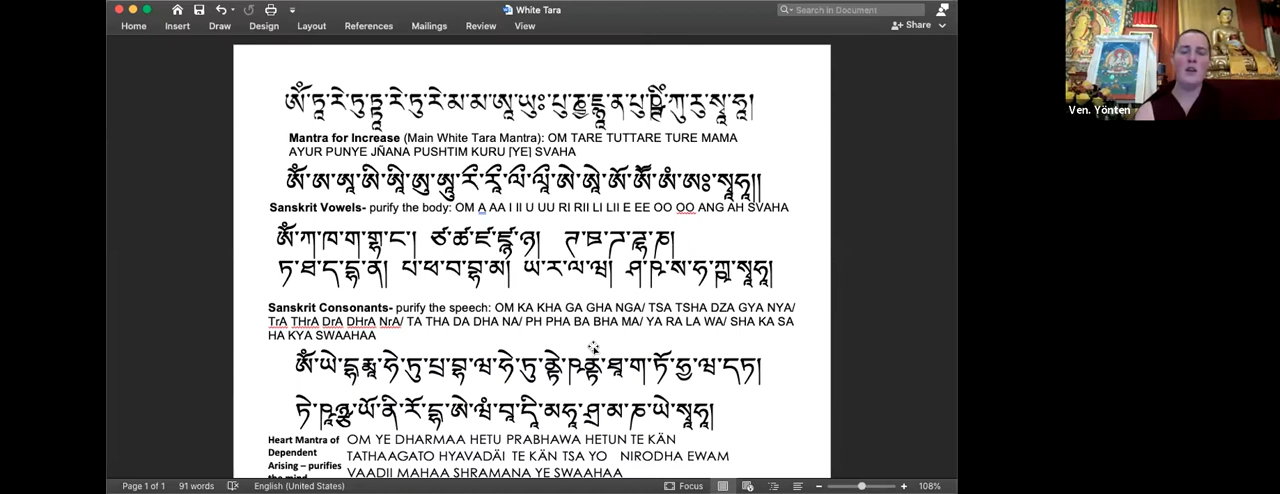 White Tara
Search in Document
Home Insert Draw Design Layout References Mailings Review View Share
ༀ་ཏཱ་རེ་ཏུ་ཏྟཱ་རེ་ཏུ་རེ་མ་མ་ཨཱ་ཡུཿ་པུ་ཎྱ་ཛྙཱ་ན་པུ་ཥྚིཾ་ཀུ་རུ་སྭཱ་ཧཱ།
Mantra for Increase (Main White Tara Mantra): OM TARE TUTTARE TURE MAMA
AYUR PUNYE JÑANA PUSHTIM KURU [YE] SVAHA
ༀ་ཨ་ཨཱ་ཨི་ཨཱི་ཨུ་ཨཱུ་རྀ་རཱྀ་ལྀ་ལཱྀ་ཨེ་ཨཻ་ཨོ་ཨཽ་ཨཾ་ཨཿ་སྭཱཧཱ།།
Sanskrit Vowels- purify the body: OM A AA I II U UU RI RII LI LII E EE OO OO ANG AH SVAHA
ༀ་ཀ་ཁ་ག་གྷ་ང་། ཙ་ཚ་ཛ་ཛྷ་ཉ། ཊ་ཋ་ཌ་ཌྷ་ཎ།
ཏ་ཐ་ད་དྷ་ན། པ་ཕ་བ་བྷ་མ། ཡ་ར་ལ་ཝ། ཤ་ཥ་ས་ཧ་ཀྵ་སྭཱཧཱ།
Sanskrit Consonants- purify the speech: OM KA KHA GA GHA NGA/ TSA TSHA DZA GYA NYA/
TrA THrA DrA DHrA NrA/ TA THA DA DHA NA/ PH PHA BA BHA MA/ YA RA LA WA/ SHA KA SA
HA KYA SWAAHAA
ༀ་ཡེ་དྷརྨཱ་ཧེ་ཏུ་པྲ་བྷ་ཝ་ཧེ་ཏུ་ནྟེ་ཥནྟེ་ཐཱ་ག་ཏོ་ཧྱ་ཝ་དཏ།
ཏེ་ཥཱཉྩ་ཡོ་ནི་རོ་དྷ་ཨེ་ཝཾ་བཱ་དཱི་མཧཱ་ཤྲ་མ་ཎ་ཡེ་སྭཱཧཱ།
Heart Mantra of OM YE DHARMAA HETU PRABHAWA HETUN TE KÄN
Dependent TATHAAGATO HYAVADÄI TE KÄN TSA YO NIRODHA EWAM
Arising – purifies VAADII MAHAA SHRAMANA YE SWAAHAA
Page 1 of 1 91 words English (United States) Focus 108%
Ven. Yönten